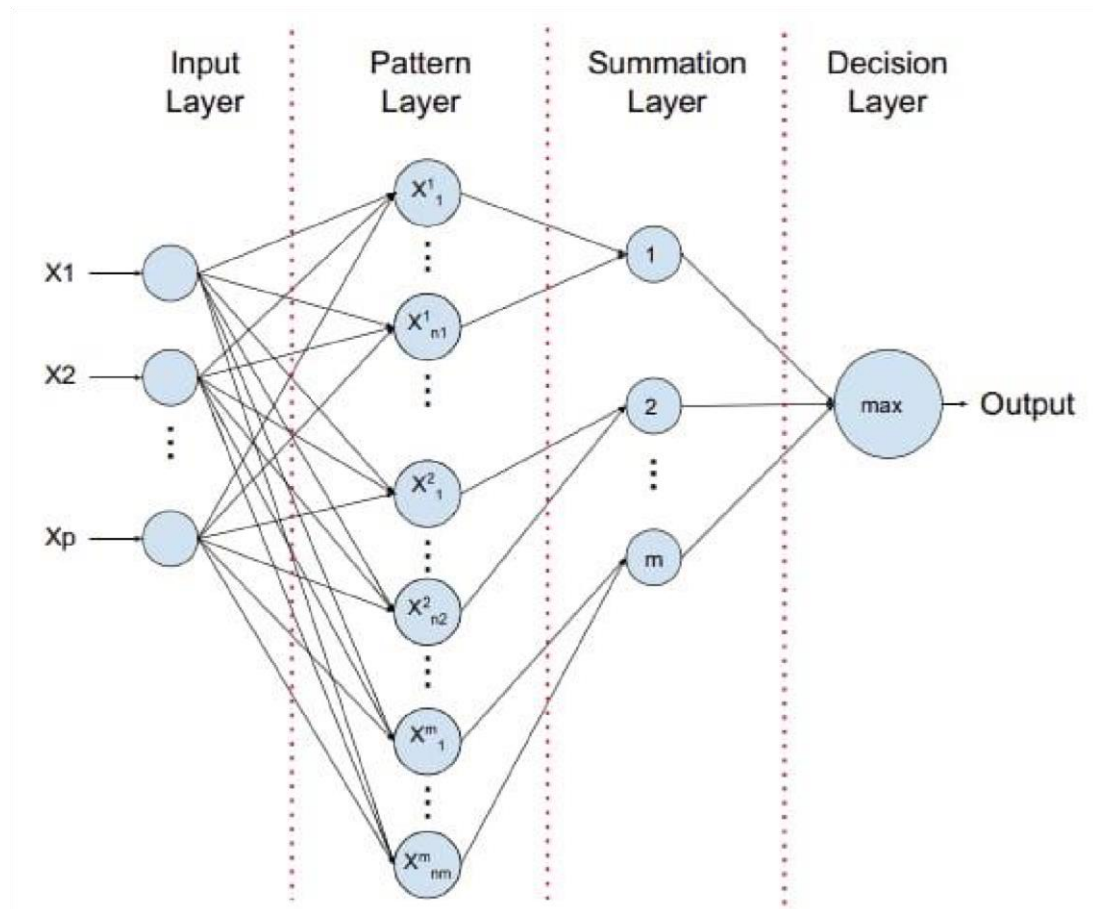 Input
Layer
Pattern
Layer
Summation
Layer
Decision
Layer
X1
X2
Xp
X¹₁
X¹ₙ₁
X²₁
X²ₙ₂
Xᵐ₁
Xᵐₙₘ
1
2
m
max
Output